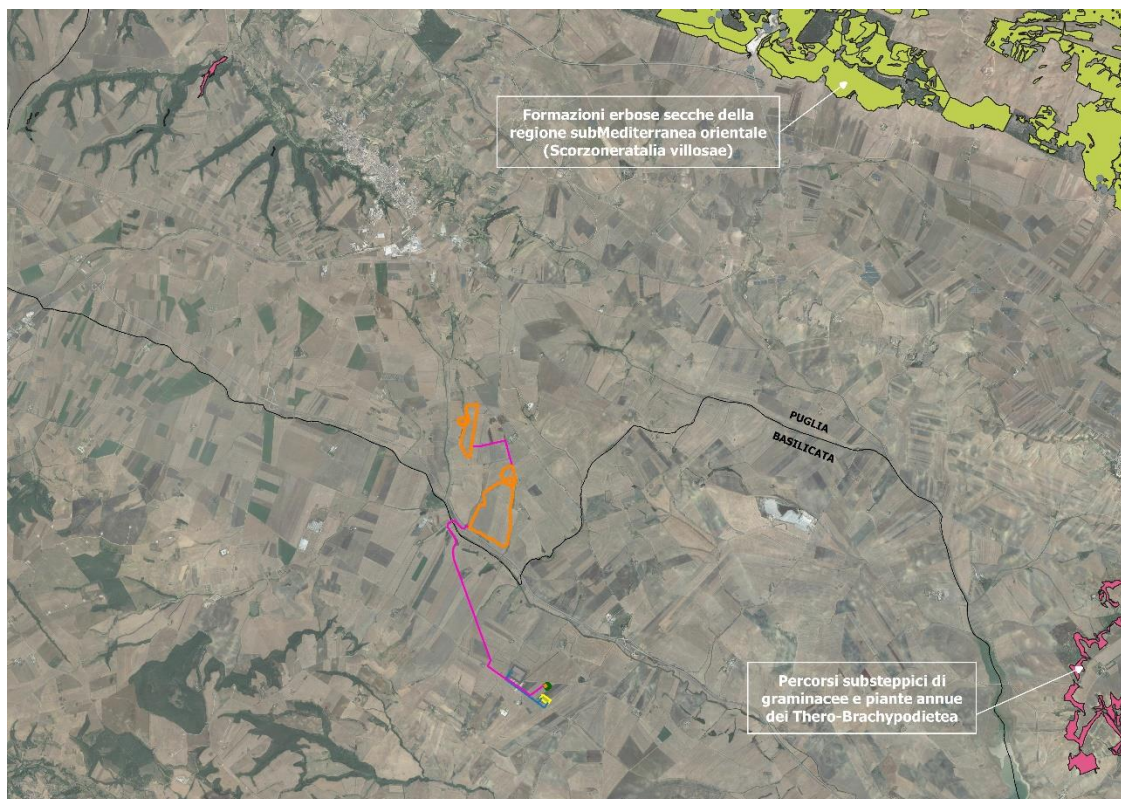 Formazioni erbose secche della
regione subMediterranea orientale
(Scorzoneratalia villosae)
PUGLIA
BASILICATA
Percorsi substeppici di
graminacee e piante annue
dei Thero-Brachypodietea